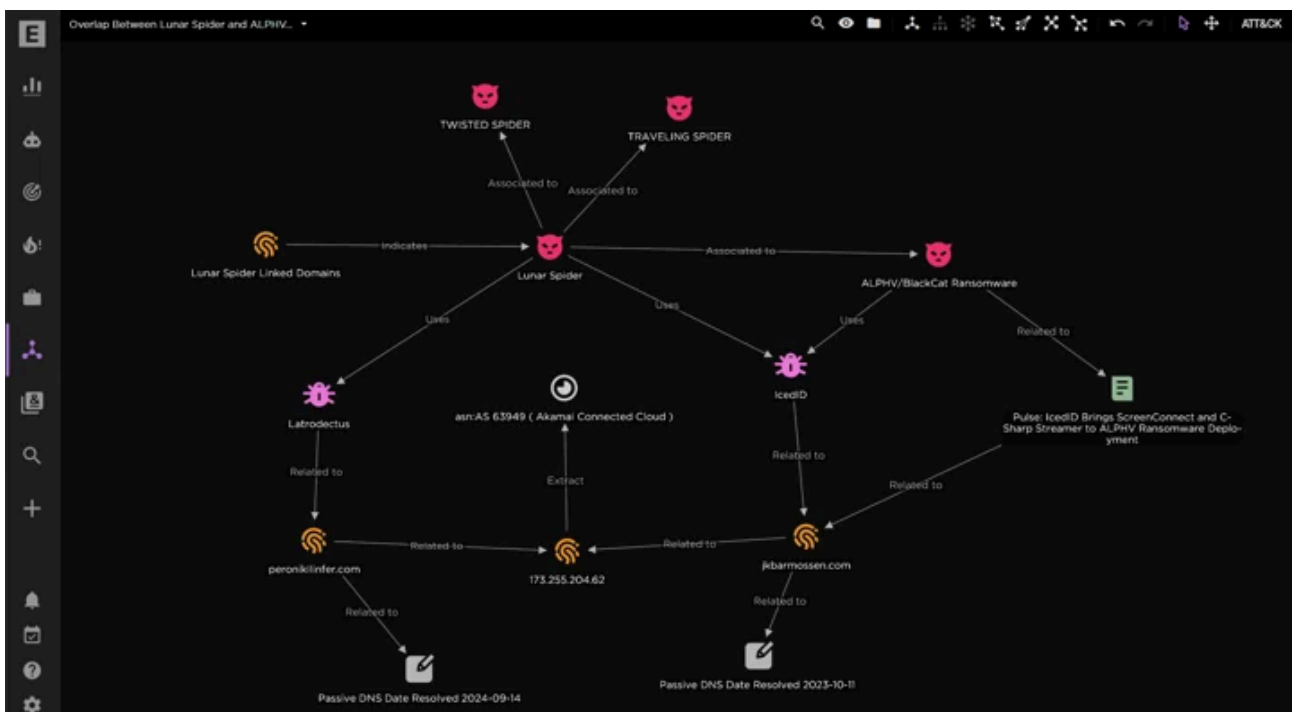 E
Overlap Between Lunar Spider and ALPHV...
ATT&CK
TWISTED SPIDER
TRAVELING SPIDER
Associated to
Associated to
Indicates
Associated to
Lunar Spider Linked Domains
Lunar Spider
ALPHV/BlackCat Ransomware
Uses
Uses
Uses
Related to
IcedID
asn:AS 63949 ( Akamai Connected Cloud )
Latrodectus
Pulse: IcedID Brings ScreenConnect and C-
Sharp Streamer to ALPHV Ransomware Deplo-
yment
Related to
Related to
Extract
Related to
Related to
Related to
peronikilinfer.com
173.255.204.62
jkbarmossen.com
Related to
Related to
Passive DNS Date Resolved 2024-09-14
Passive DNS Date Resolved 2023-10-11